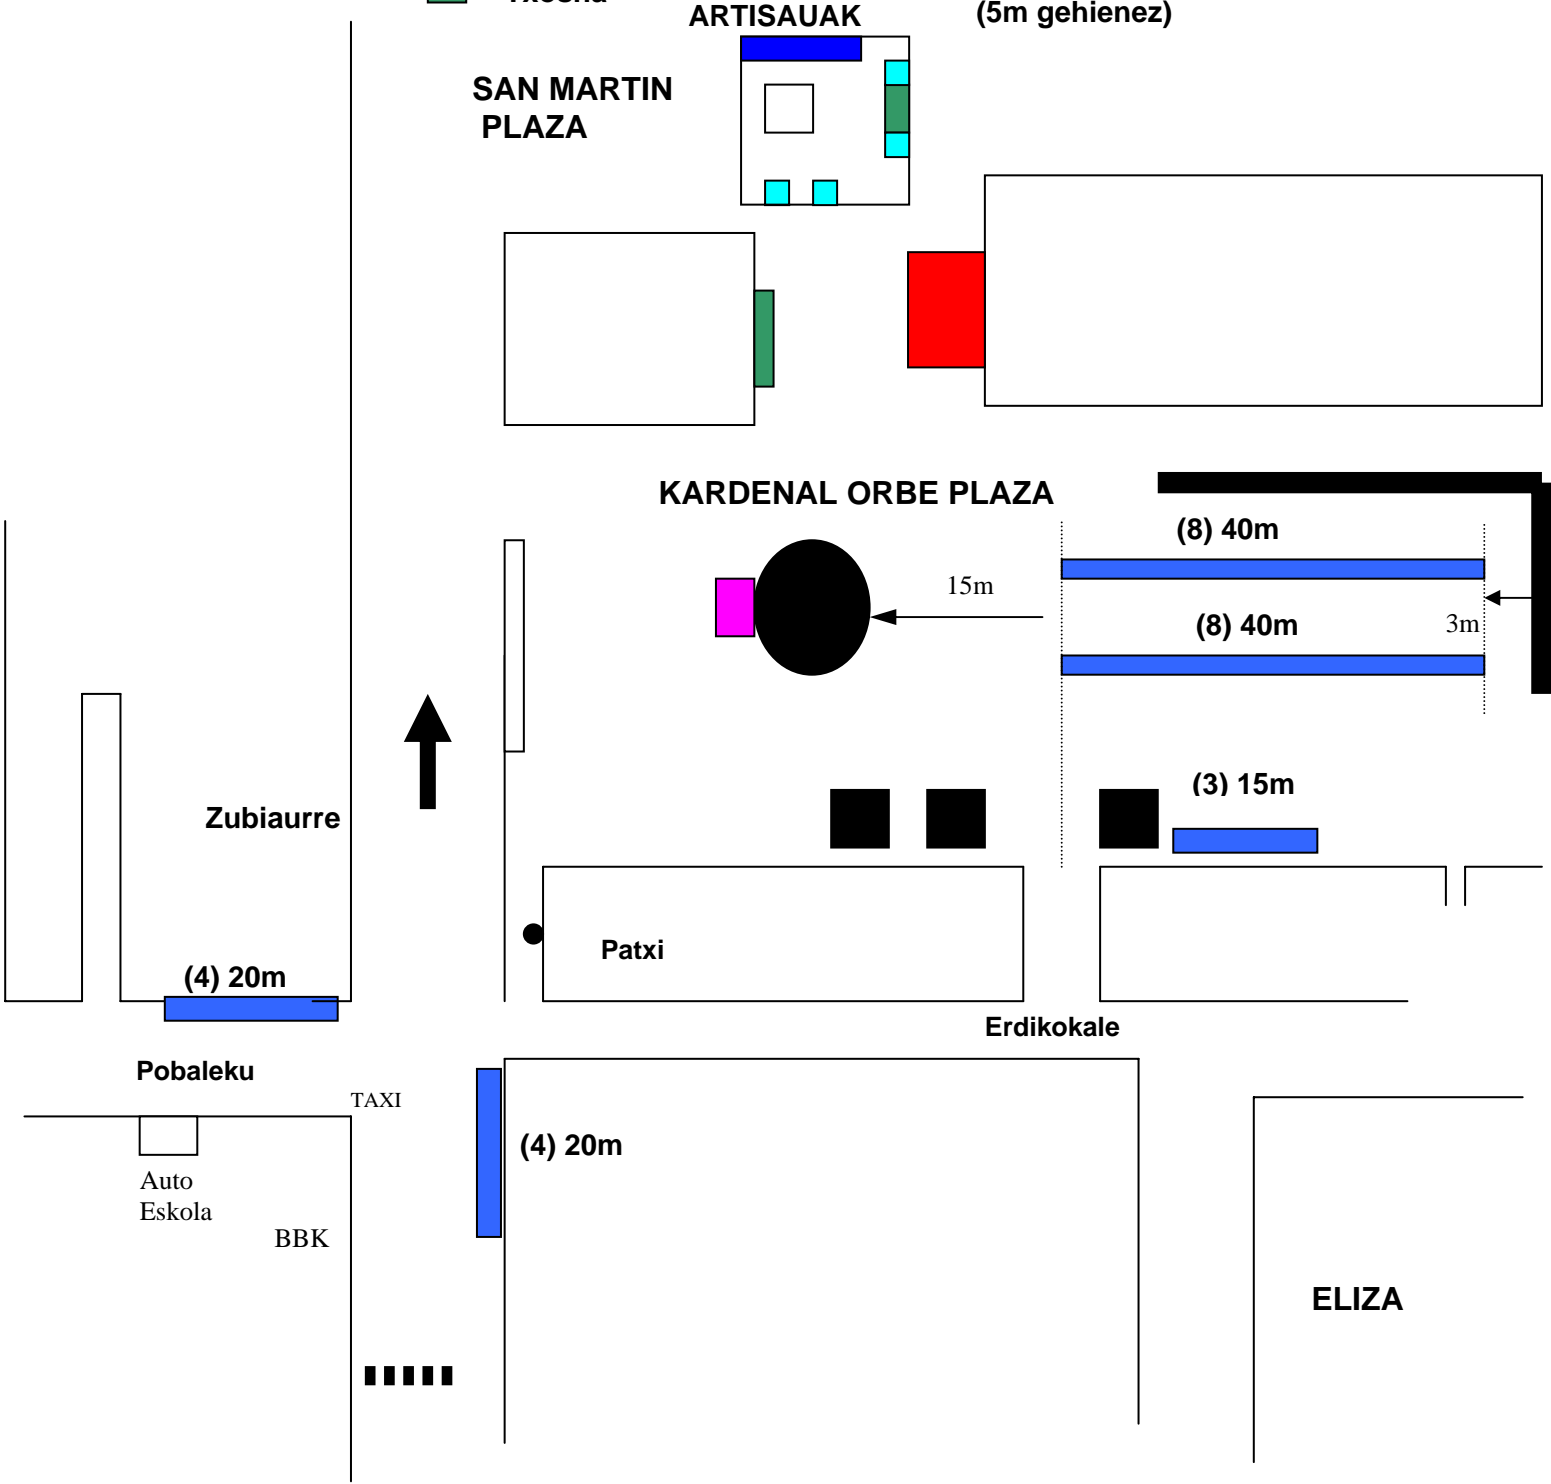 ARTISAUAK
(5m gehienez)
SAN MARTIN
PLAZA
KARDENAL ORBE PLAZA
(8) 40m
15m
(8) 40m
3m
(3) 15m
Zubiaurre
Patxi
(4) 20m
Erdikokale
Pobaleku
TAXI
(4) 20m
Auto
Eskola
BBK
ELIZA